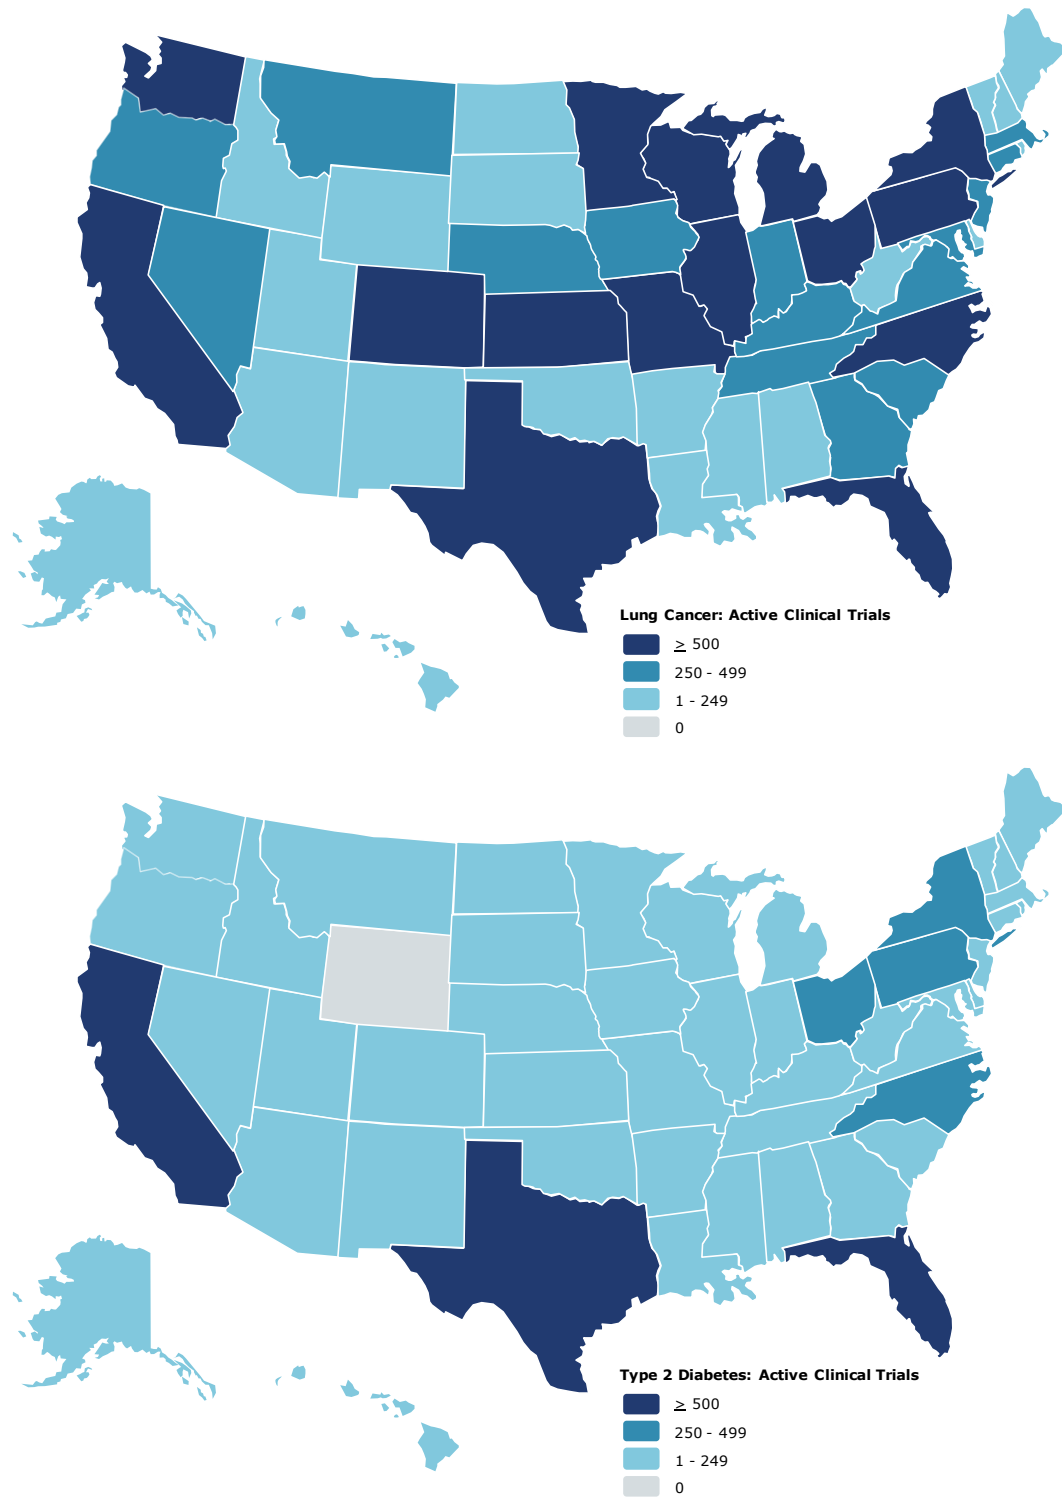 Lung Cancer: Active Clinical Trials
≥ 500
250 - 499
1 - 249
0
Type 2 Diabetes: Active Clinical Trials
≥ 500
250 - 499
1 - 249
0